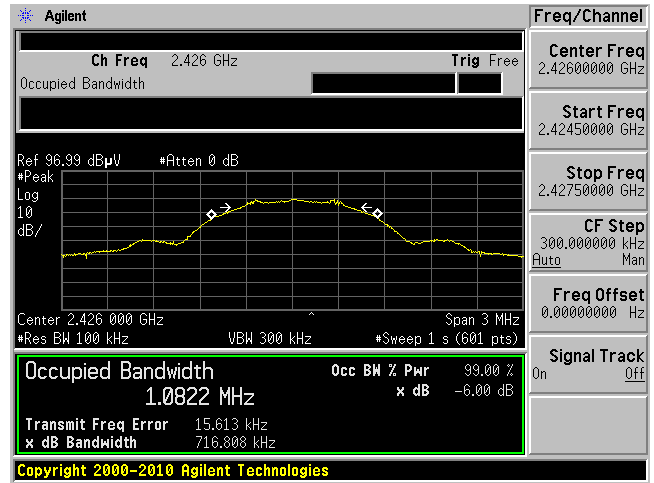 Agilent
Freq/Channel
Ch Freq 2.426 GHz Trig Free
Occupied Bandwidth
Center Freq
2.42600000 GHz
Start Freq
2.42450000 GHz
Stop Freq
2.42750000 GHz
CF Step
300.000000 kHz
Auto Man
Freq Offset
0.00000000 Hz
Signal Track
On Off
Ref 96.99 dBµV #Atten 0 dB
#Peak
Log
10
dB/
Center 2.426 000 GHz Span 3 MHz
#Res BW 100 kHz VBW 300 kHz #Sweep 1 s (601 pts)
Occupied Bandwidth
1.0822 MHz
Occ BW % Pwr 99.00 %
x dB -6.00 dB
Transmit Freq Error 15.613 kHz
x dB Bandwidth 716.808 kHz
Copyright 2000-2010 Agilent Technologies